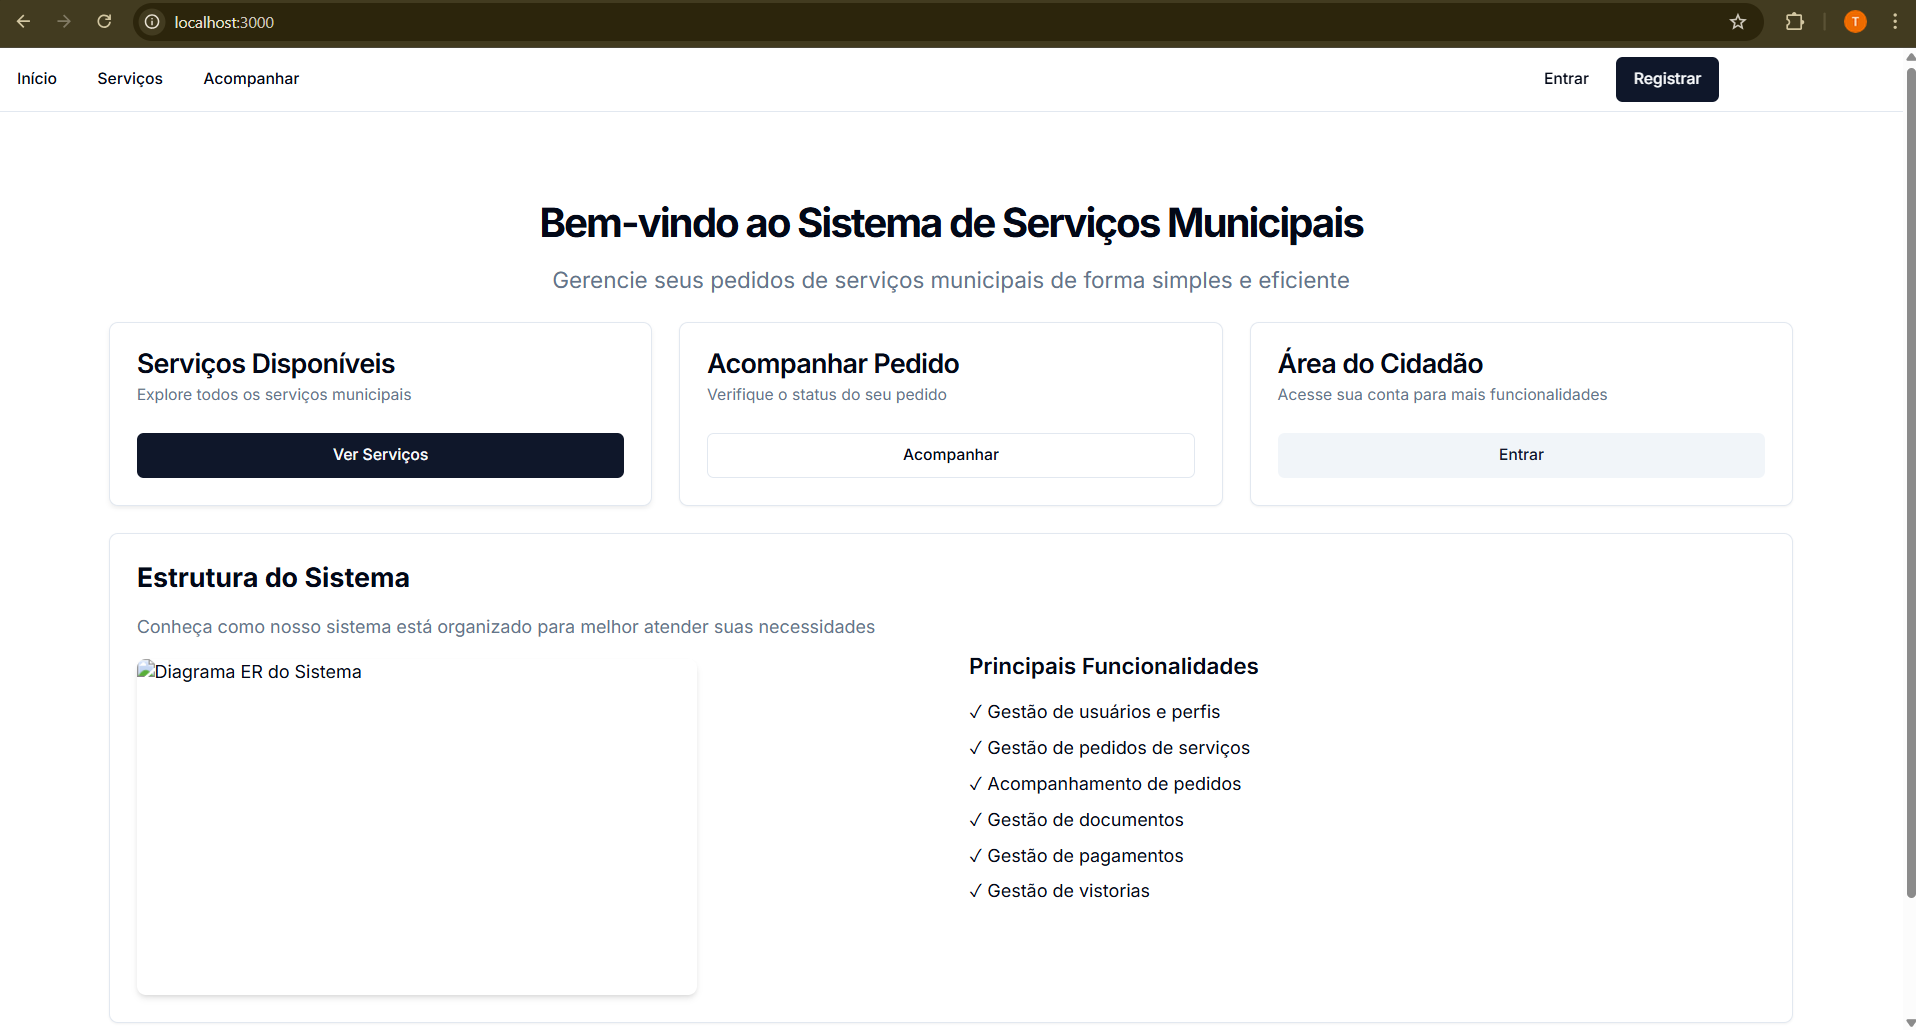 localhost:3000
T
Início Serviços Acompanhar Entrar Registrar
Bem-vindo ao Sistema de Serviços Municipais
Gerencie seus pedidos de serviços municipais de forma simples e eficiente
Serviços Disponíveis
Explore todos os serviços municipais
Ver Serviços
Acompanhar Pedido
Verifique o status do seu pedido
Acompanhar
Área do Cidadão
Acesse sua conta para mais funcionalidades
Entrar
Estrutura do Sistema
Conheça como nosso sistema está organizado para melhor atender suas necessidades
Diagrama ER do Sistema
Principais Funcionalidades
✓ Gestão de usuários e perfis
✓ Gestão de pedidos de serviços
✓ Acompanhamento de pedidos
✓ Gestão de documentos
✓ Gestão de pagamentos
✓ Gestão de vistorias